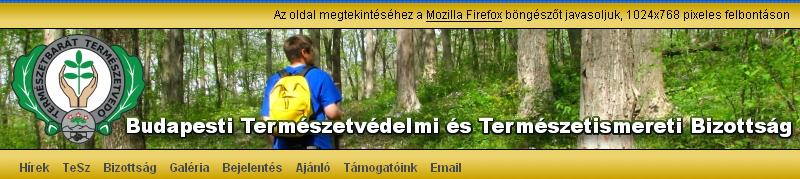 Az oldal megtekintéséhez a Mozilla Firefox böngészőt javasoljuk, 1024x768 pixeles felbontáson
TERMÉSZETBARÁT TERMÉSZETVÉDŐ
Budapesti Természetvédelmi és Természetismereti Bizottság
Hírek TeSz Bizottság Galéria Bejelentés Ajánló Támogatóink Email